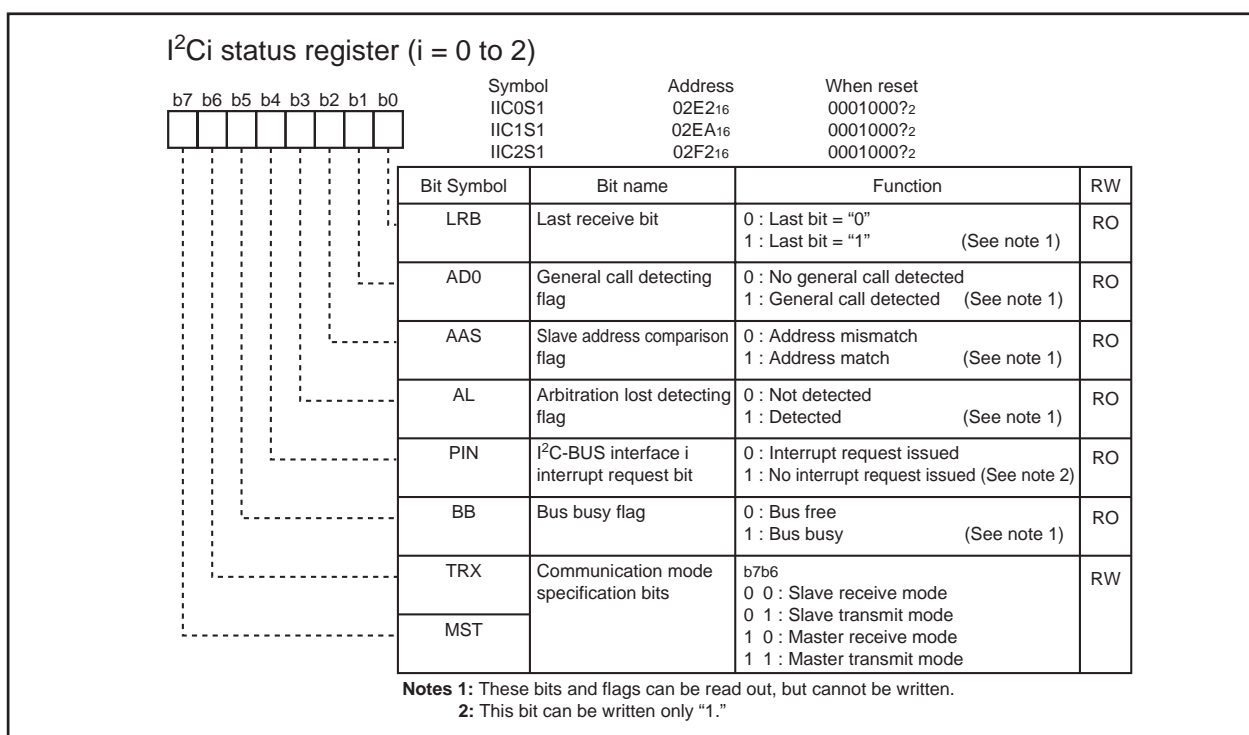 I²Ci status register (i = 0 to 2)
Symbol Address When reset
b7 b6 b5 b4 b3 b2 b1 b0
IIC0S1 02E2₁₆ 0001000?₂
IIC1S1 02EA₁₆ 0001000?₂
IIC2S1 02F2₁₆ 0001000?₂
Bit Symbol Bit name Function RW
LRB Last receive bit 0 : Last bit = “0” RO
1 : Last bit = “1” (See note 1)
AD0 General call detecting 0 : No general call detected RO
flag 1 : General call detected (See note 1)
AAS Slave address comparison 0 : Address mismatch RO
flag 1 : Address match (See note 1)
AL Arbitration lost detecting 0 : Not detected RO
flag 1 : Detected (See note 1)
PIN I²C-BUS interface i 0 : Interrupt request issued RO
interrupt request bit 1 : No interrupt request issued (See note 2)
BB Bus busy flag 0 : Bus free RO
1 : Bus busy (See note 1)
TRX Communication mode b7b6 RW
specification bits 0 0 : Slave receive mode
0 1 : Slave transmit mode
MST 1 0 : Master receive mode
1 1 : Master transmit mode
Notes 1: These bits and flags can be read out, but cannot be written.
2: This bit can be written only “1.”